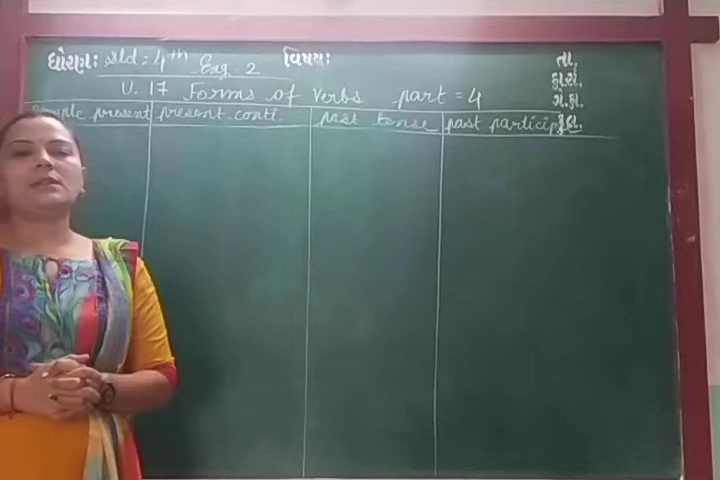 ધોરણ: std = 4th Eng. 2 વિષય: તા.
હાજ.
U. 17 Forms of Verbs part = 4 ગે.હા.
Simple present present conti. past tense past participle કુલ.